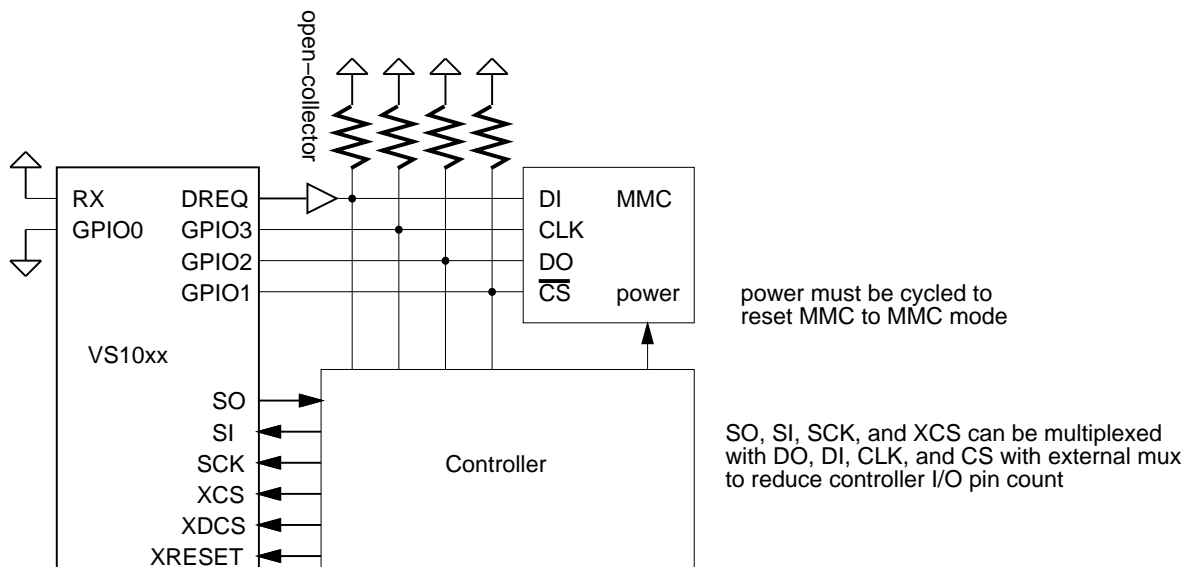 open−collector
RX
DREQ
DI
MMC
GPIO0
GPIO3
CLK
GPIO2
DO
GPIO1
CS
power
power must be cycled to
reset MMC to MMC mode
VS10xx
SO
SI
SCK
XCS
XDCS
XRESET
Controller
SO, SI, SCK, and XCS can be multiplexed
with DO, DI, CLK, and CS with external mux
to reduce controller I/O pin count